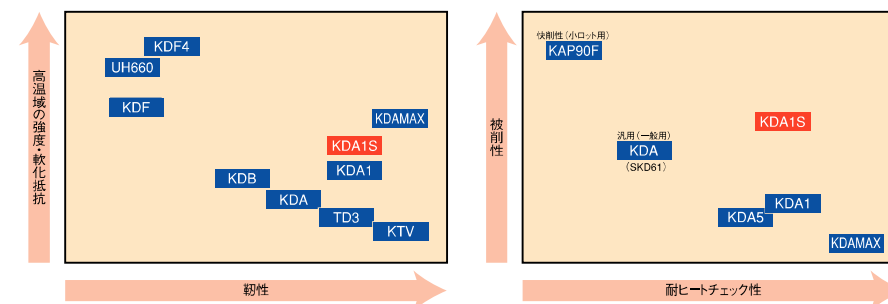 高温域の強度・軟化抵抗
KDF4
UH660
KDF
KDAMAX
KDA1S
KDA1
KDB
KDA
TD3
KTV
靭性
被削性
快削性(小ロット用)
KAP90F
KDA1S
汎用(一般用)
KDA
(SKD61)
KDA1
KDA5
KDAMAX
耐ヒートチェック性